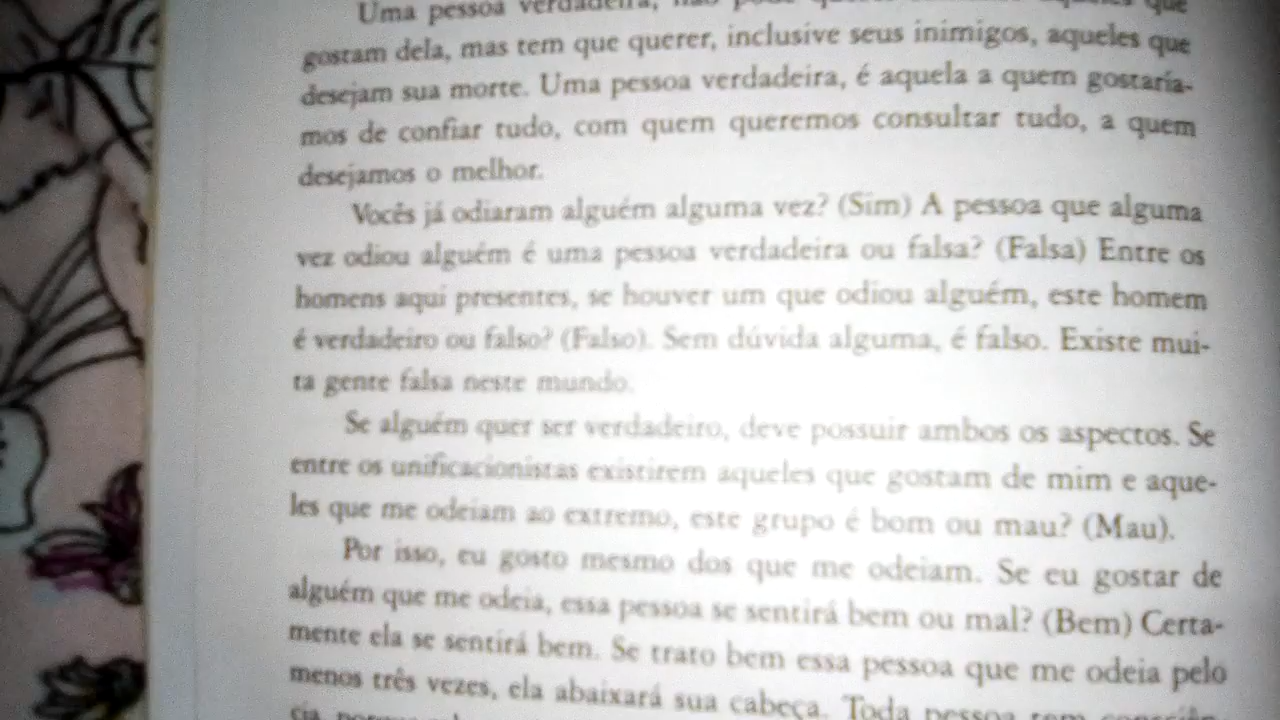 Uma pessoa verdadeira, não que
gostam dela, mas tem que querer, inclusive seus inimigos, aqueles que
desejam sua morte. Uma pessoa verdadeira, é aquela a quem gostaría-
mos de confiar tudo, com quem queremos consultar tudo, a quem
desejamos o melhor.
Vocês já odiaram alguém alguma vez? (Sim) A pessoa que alguma
vez odiou alguém é uma pessoa verdadeira ou falsa? (Falsa) Entre os
homens aqui presentes, se houver um que odiou alguém, este homem
é verdadeiro ou falso? (Falso). Sem dúvida alguma, é falso. Existe mui-
ta gente falsa neste mundo.
Se alguém quer ser verdadeiro, deve possuir ambos os aspectos. Se
entre os unificacionistas existirem aqueles que gostam de mim e aque-
les que me odeiam ao extremo, este grupo é bom ou mau? (Mau).
Por isso, eu gosto mesmo dos que me odeiam. Se eu gostar de
alguém que me odeia, essa pessoa se sentirá bem ou mal? (Bem) Certa-
mente ela se sentirá bem. Se trato bem essa pessoa que me odeia pelo
menos três vezes, ela abaixará sua cabeça. Toda pessoa tem